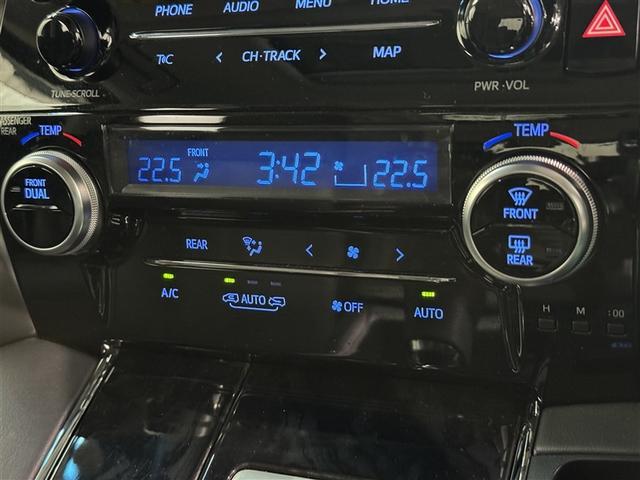 PHONE AUDIO MENU HOME
T/C < CH·TRACK > MAP
TUNE·SCROLL
PWR·VOL
REAR
TEMP
TEMP
FRONT
22.5 3:42 22.5
FRONT
DUAL
FRONT
REAR
REAR < >
A/C AUTO OFF AUTO
H M :00